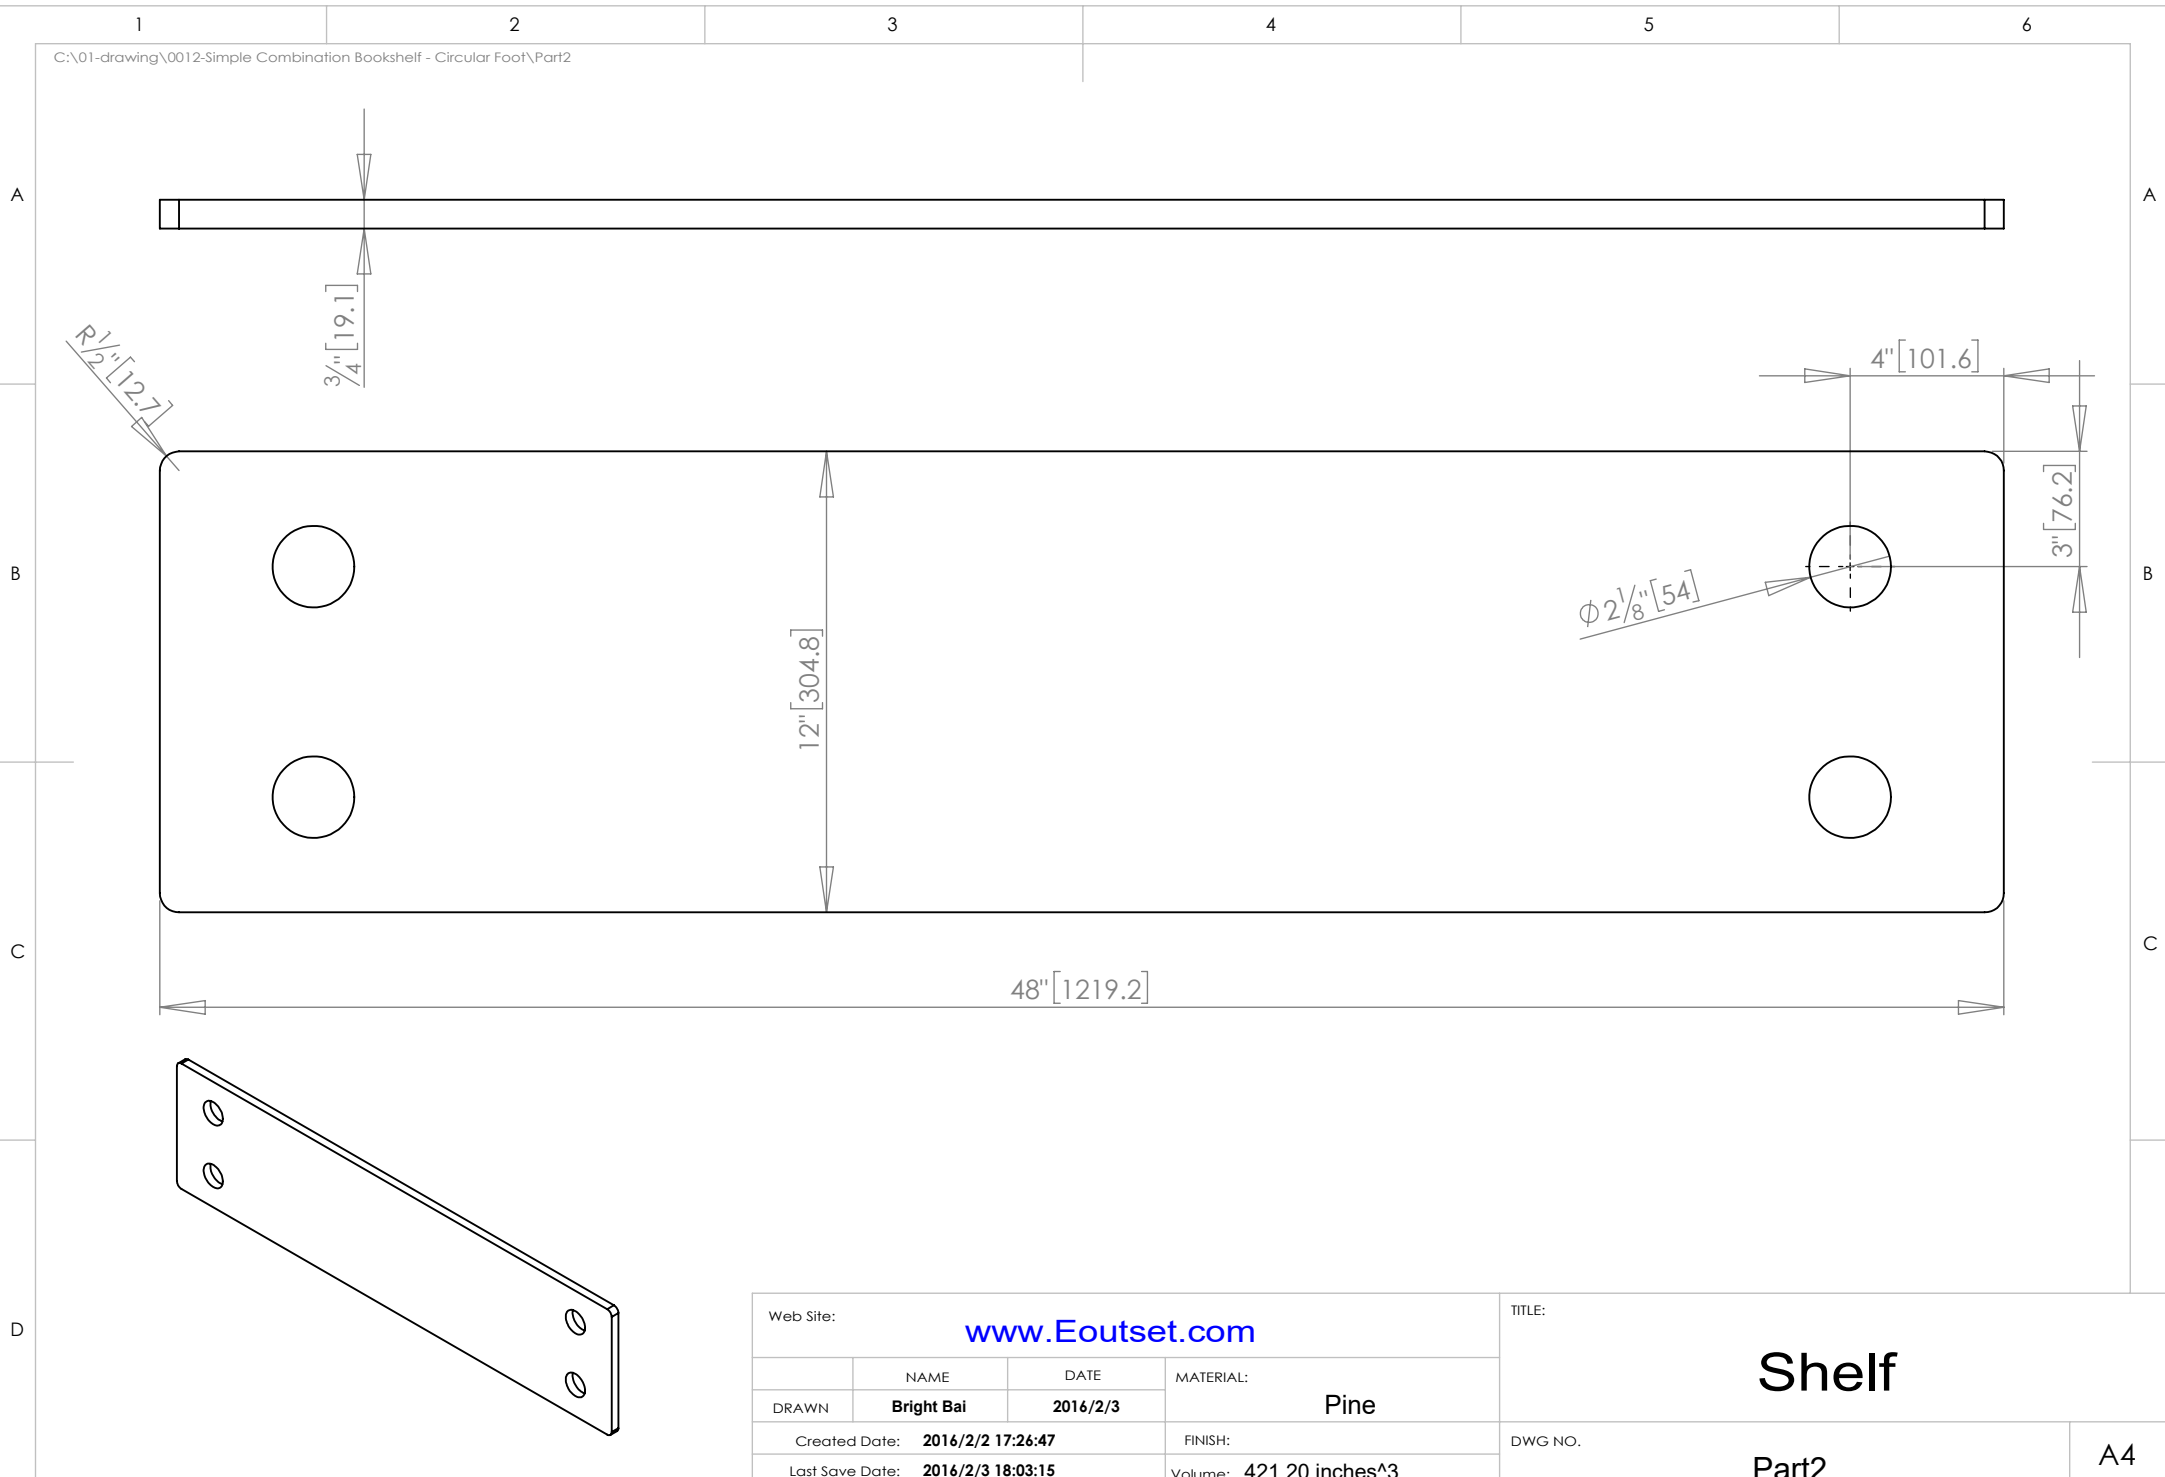 1 2 3 4 5 6
C:\01-drawing\0012-Simple Combination Bookshelf - Circular Foot\Part2
A A
3/4"[19.1]
R1/2"[12.7]
4"[101.6]
3"[76.2]
B B
Φ2 1/8"[54]
12"[304.8]
C C
48"[1219.2]
D
Web Site:
www.Eoutset.com
TITLE:
Shelf
NAME DATE MATERIAL:
DRAWN Bright Bai 2016/2/3 Pine
Created Date: 2016/2/2 17:26:47 FINISH:
DWG NO.
Part2
A4
Last Save Date: 2016/2/3 18:03:15 Volume: 421.20 inches^3